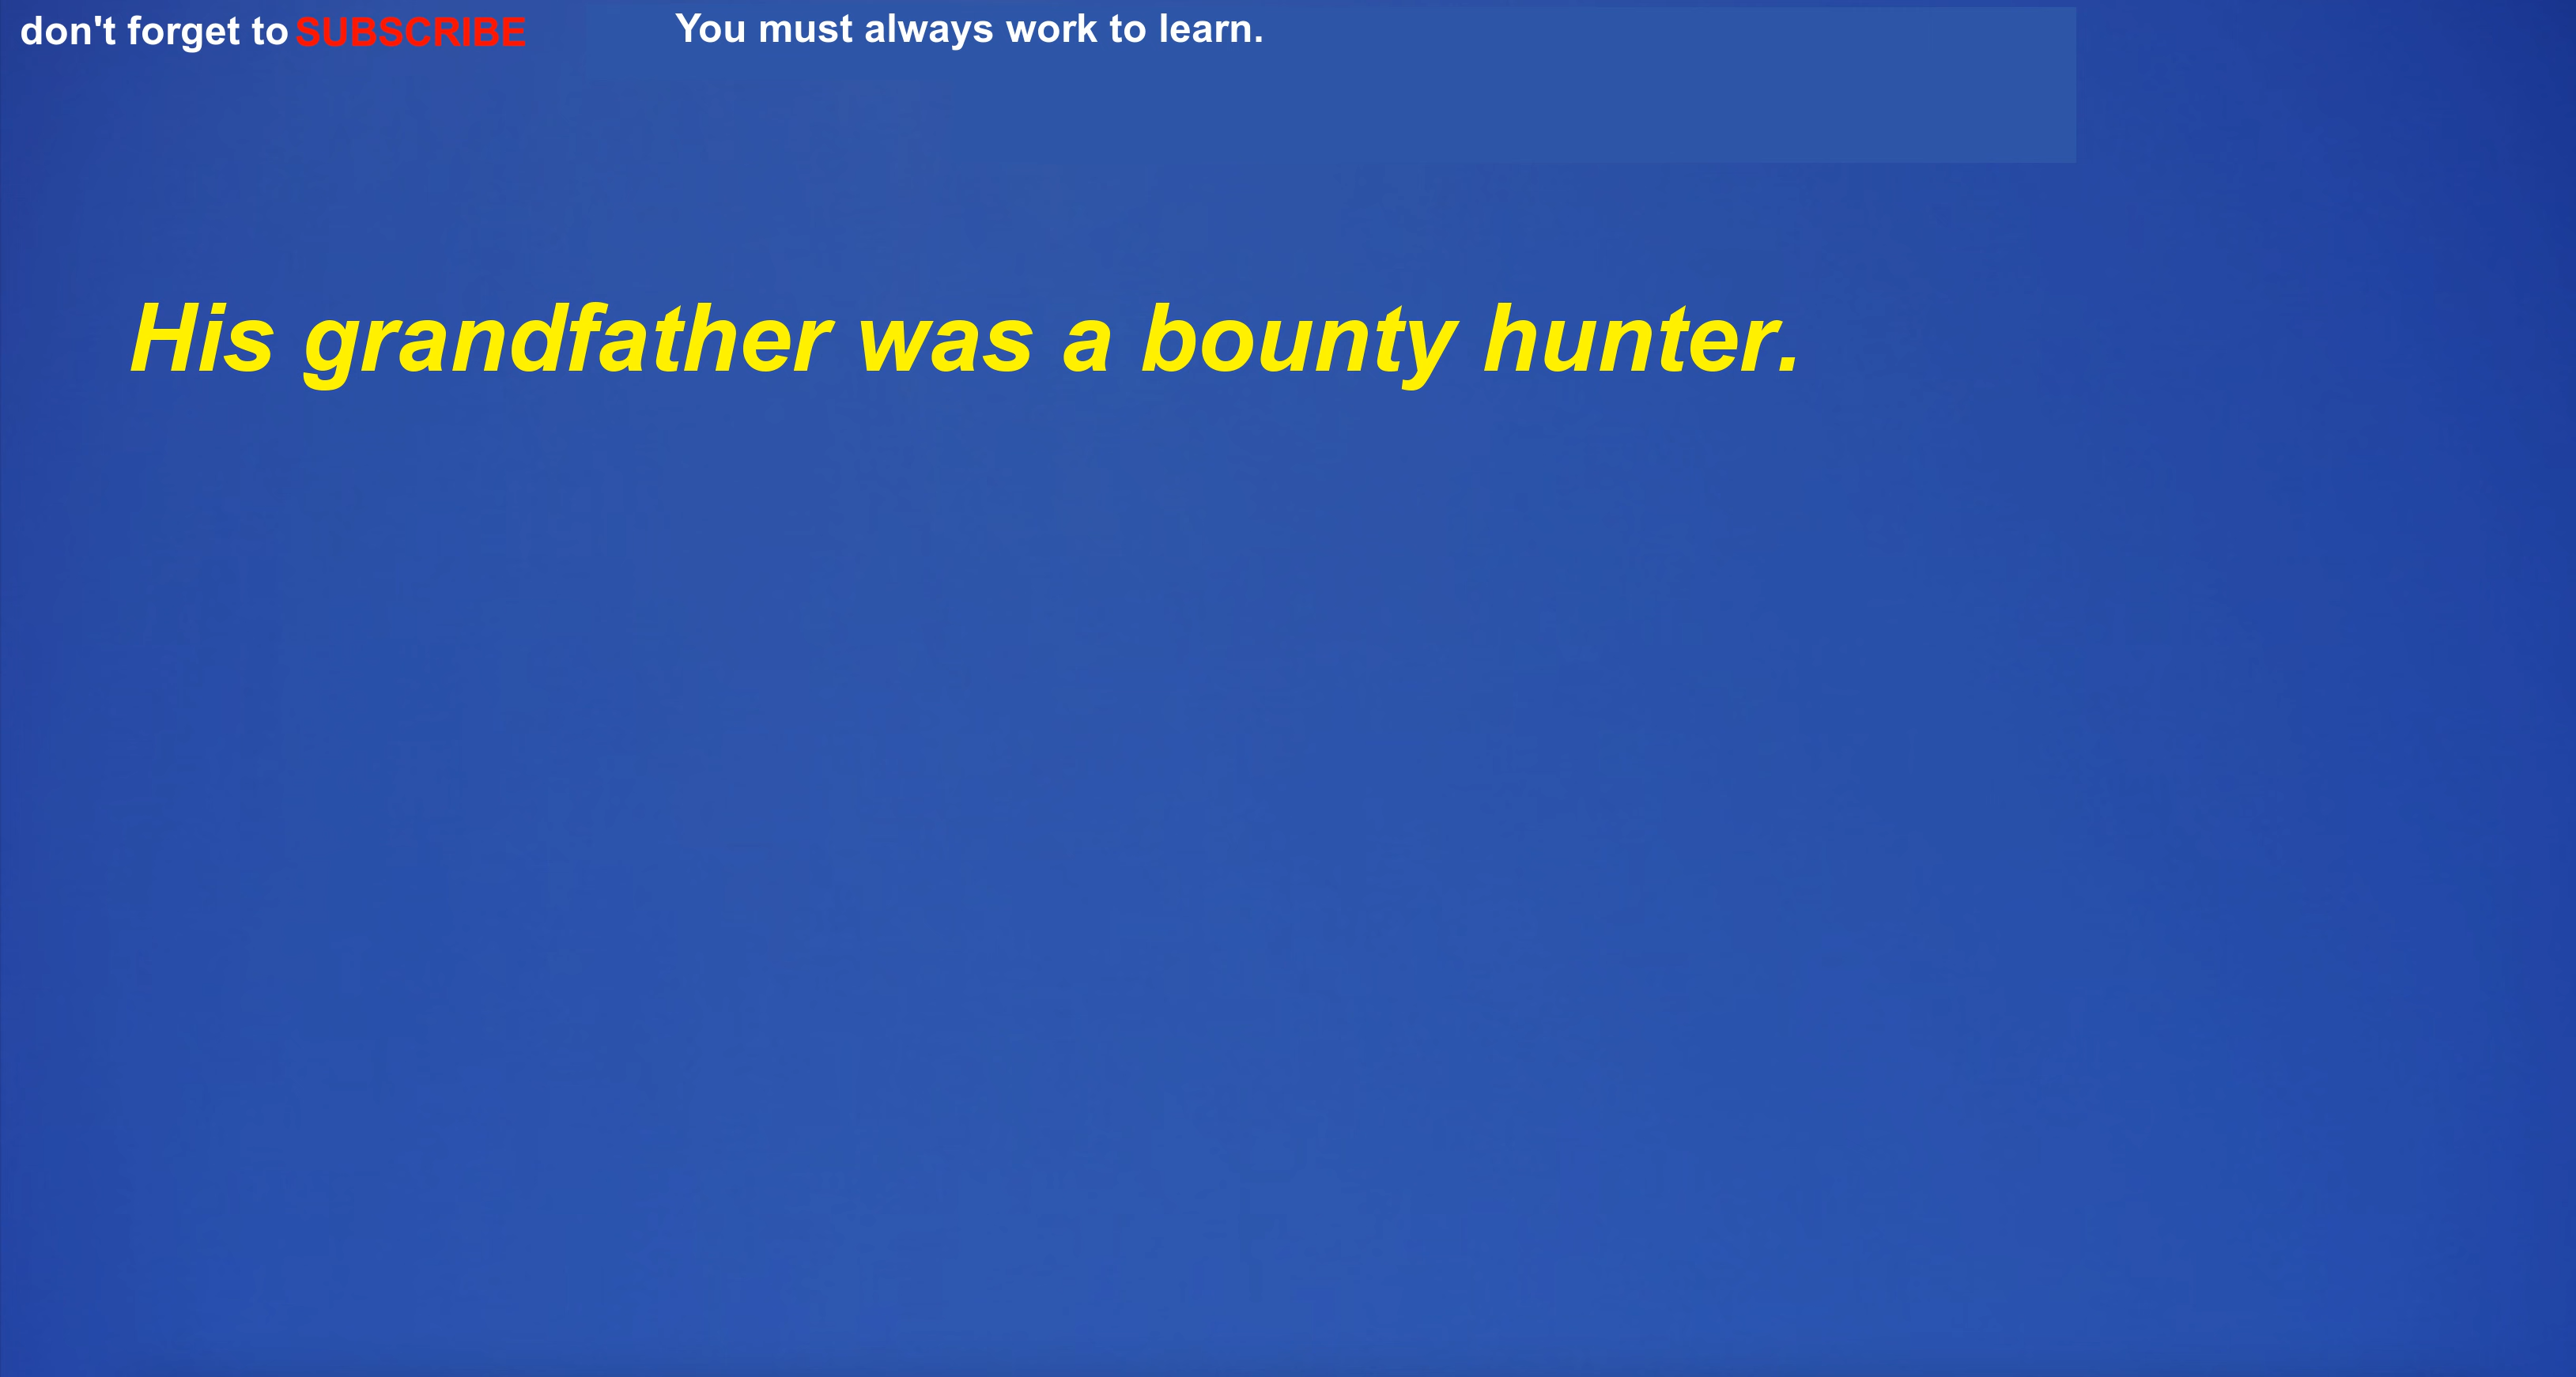 don't forget to SUBSCRIBE You must always work to learn.
His grandfather was a bounty hunter.